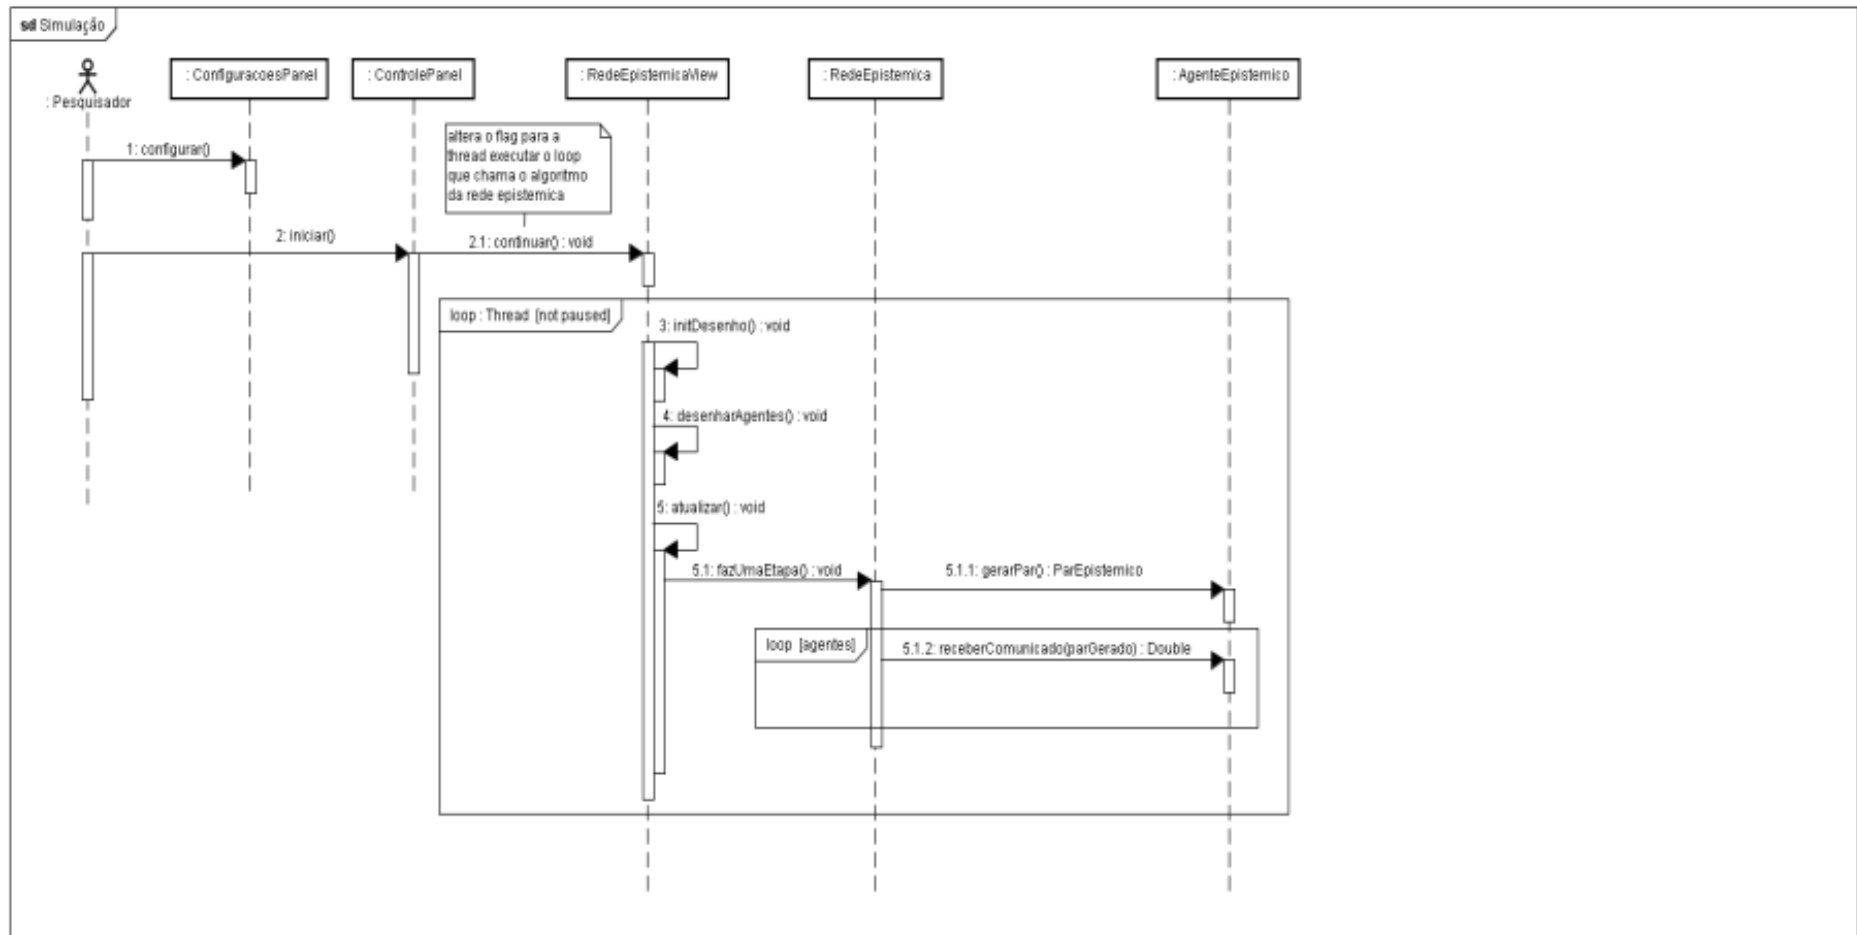 sd Simulação
: Pesquisador
: ConfiguracoesPanel
: ControlePanel
: RedeEpistemicaView
: RedeEpistemica
: AgenteEpistemico
1: configurar()
altera o flag para a
thread executar o loop
que chama o algoritmo
da rede epistemica
2: iniciar()
2.1: continuar() : void
loop : Thread [not paused]
3: initDesenho() : void
4: desenharAgentes() : void
5: atualizar() : void
5.1: fazUmaEtapa() : void
5.1.1: gerarPar() : ParEpistemico
loop [agentes]
5.1.2: receberComunicado(parGerado) : Double